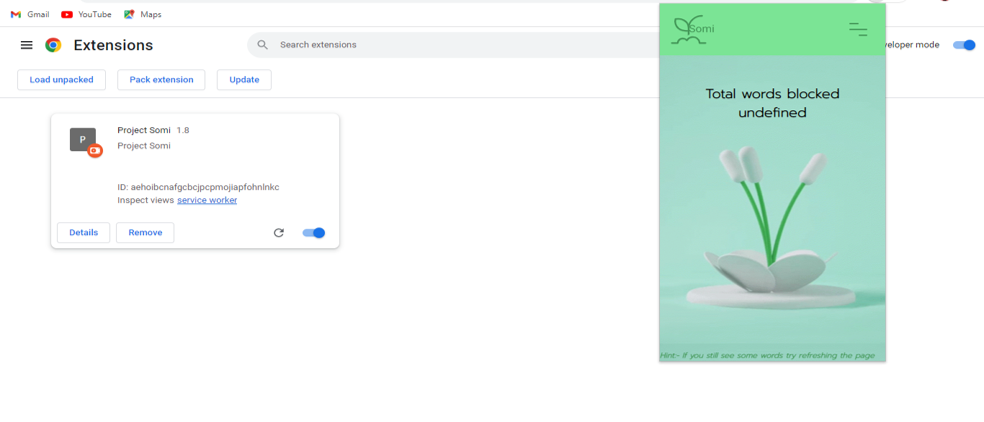 Gmail YouTube Maps
Extensions
Search extensions
veloper mode
Load unpacked Pack extension Update
P
Project Somi 1.8
Project Somi
ID: aehoibcnafgcbcjpcpmojiapfohnlnkc
Inspect views service worker
Details Remove
Somi
Total words blocked
undefined
Hint:- If you still see some words try refreshing the page